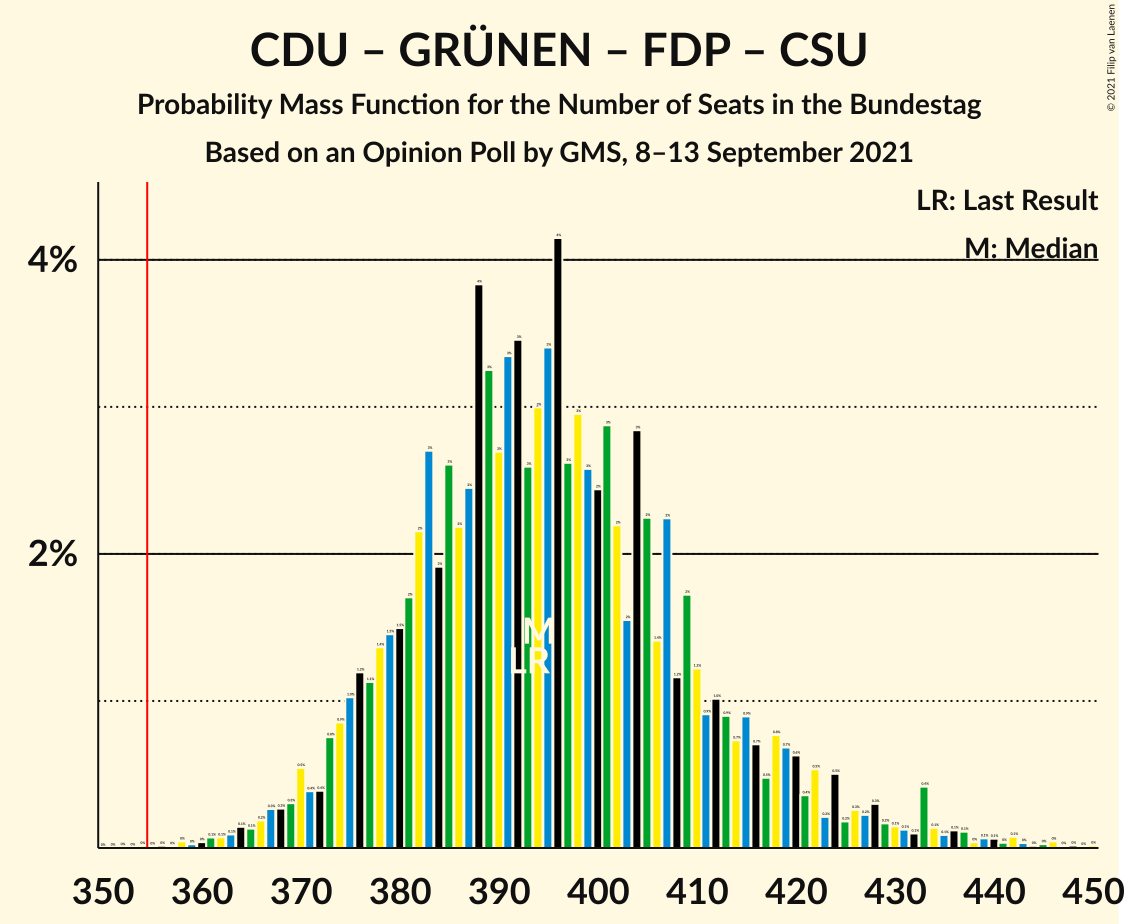 CDU – GRÜNEN – FDP – CSU
Probability Mass Function for the Number of Seats in the Bundestag
Based on an Opinion Poll by GMS, 8–13 September 2021
© 2021 Filip van Laenen
LR: Last Result
M: Median
4%
2%
M
LR
350 360 370 380 390 400 410 420 430 440 450